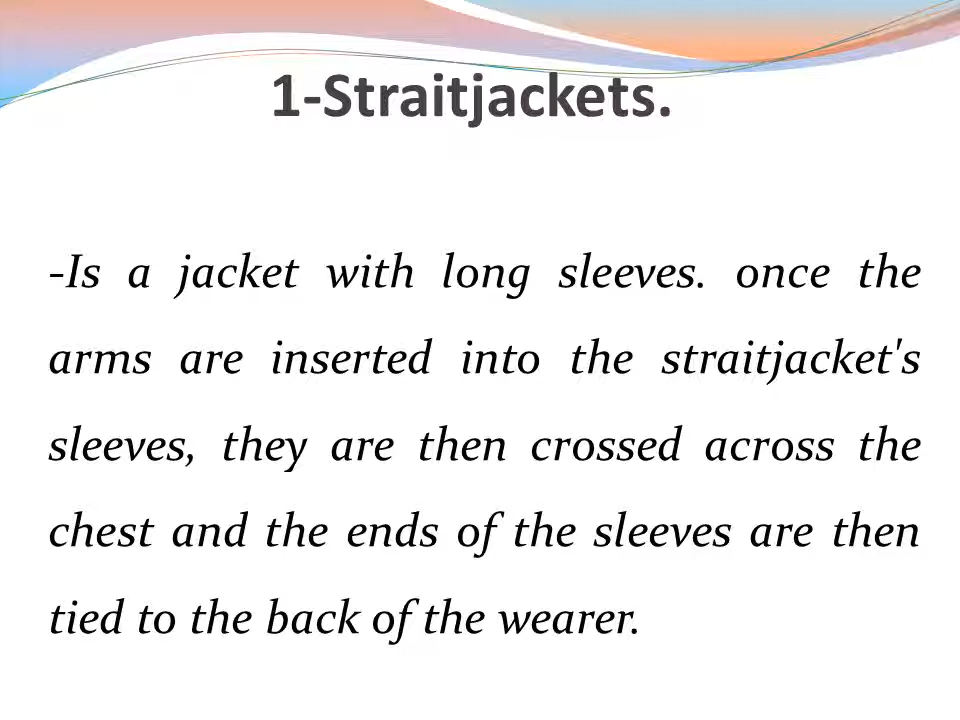 1-Straitjackets.
-Is a jacket with long sleeves. once the
arms are inserted into the straitjacket's
sleeves, they are then crossed across the
chest and the ends of the sleeves are then
tied to the back of the wearer.